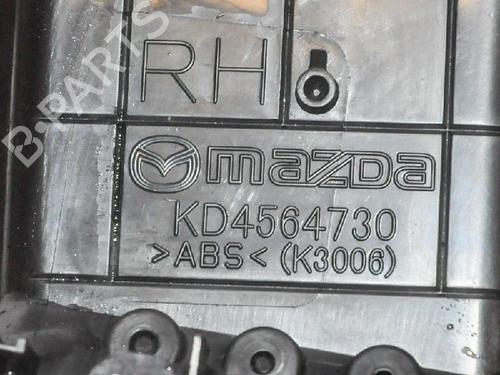 RH
B-PARTS
mazda
KD4564730
>ABS< (K3006)